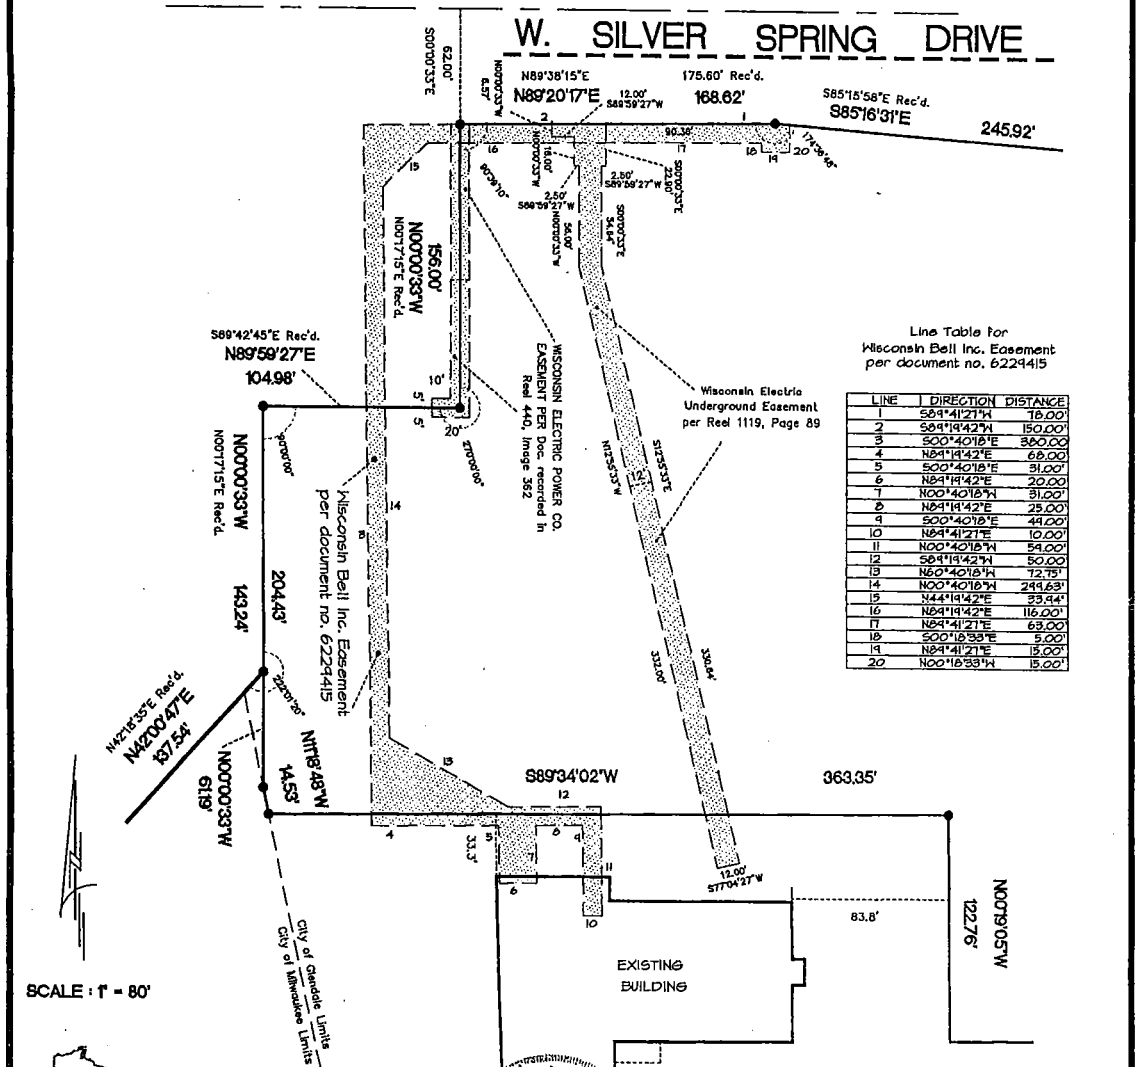 W. SILVER SPRING DRIVE
62.00'
S00°00'33"E
N00°00'33"W
6.57'
N89°38'15"E
N89°20'17"E
175.60' Rec'd.
168.62'
12.00'
S89°59'27"W
S85°15'58"E Rec'd.
S85°16'31"E
245.92'
2
1
90.38'
16
17
18
19
20
174°36'48"
15
90°39'10"
15.00'
N00°00'33"W
2.50'
S89°59'27"W
22.90'
S00°00'33"E
2.50'
S89°59'27"W
56.00'
N00°00'33"W
S00°00'33"E
54.84'
156.00'
N00°00'33"W
N00°17'15"E Rec'd.
S89°42'45"E Rec'd.
N89°59'27"E
104.98'
10'
5'
5'
20'
270°00'00"
90°00'00"
WISCONSIN ELECTRIC POWER CO.
EASEMENT PER Doc. recorded in
Reel 440, Image 362
Wisconsin Electric
Underground Easement
per Reel 1119, Page 89
N12°55'33"W
12'
S12°55'33"E
Line Table for
Wisconsin Bell Inc. Easement
per document no. 6229415
LINE DIRECTION DISTANCE
1 S89°41'27"W 78.00'
2 S89°19'42"W 150.00'
3 S00°40'18"E 380.00'
4 N89°19'42"E 68.00'
5 S00°40'18"E 31.00'
6 N89°19'42"E 20.00'
7 N00°40'18"W 31.00'
8 N89°19'42"E 25.00'
9 S00°40'18"E 44.00'
10 N89°41'27"E 10.00'
11 N00°40'18"W 59.00'
12 S89°19'42"W 50.00'
13 N60°40'18"W 72.75'
14 N00°40'18"W 299.63'
15 N44°19'42"E 33.94'
16 N89°19'42"E 116.00'
17 N89°41'27"E 63.00'
18 S00°18'33"E 5.00'
19 N89°41'27"E 15.00'
20 N00°18'33"W 15.00'
N00°00'33"W
N00°17'15"E Rec'd.
14
Wisconsin Bell Inc. Easement
per document no. 6229415
204.43'
143.24'
332.00'
330.84'
222°01'20"
N42°18'35"E Rec'd.
N42°00'47"E
137.54'
N00°00'33"W
61.19'
N11°18'48"W
14.53'
13
S89°34'02"W
363.35'
12
4
5
33.3'
8
9
7
11
6
10
12.00'
S77°04'27"W
83.8'
N00°19'05"W
122.76'
EXISTING
BUILDING
City of Glendale Limits
City of Milwaukee Limits
SCALE : 1" = 80'